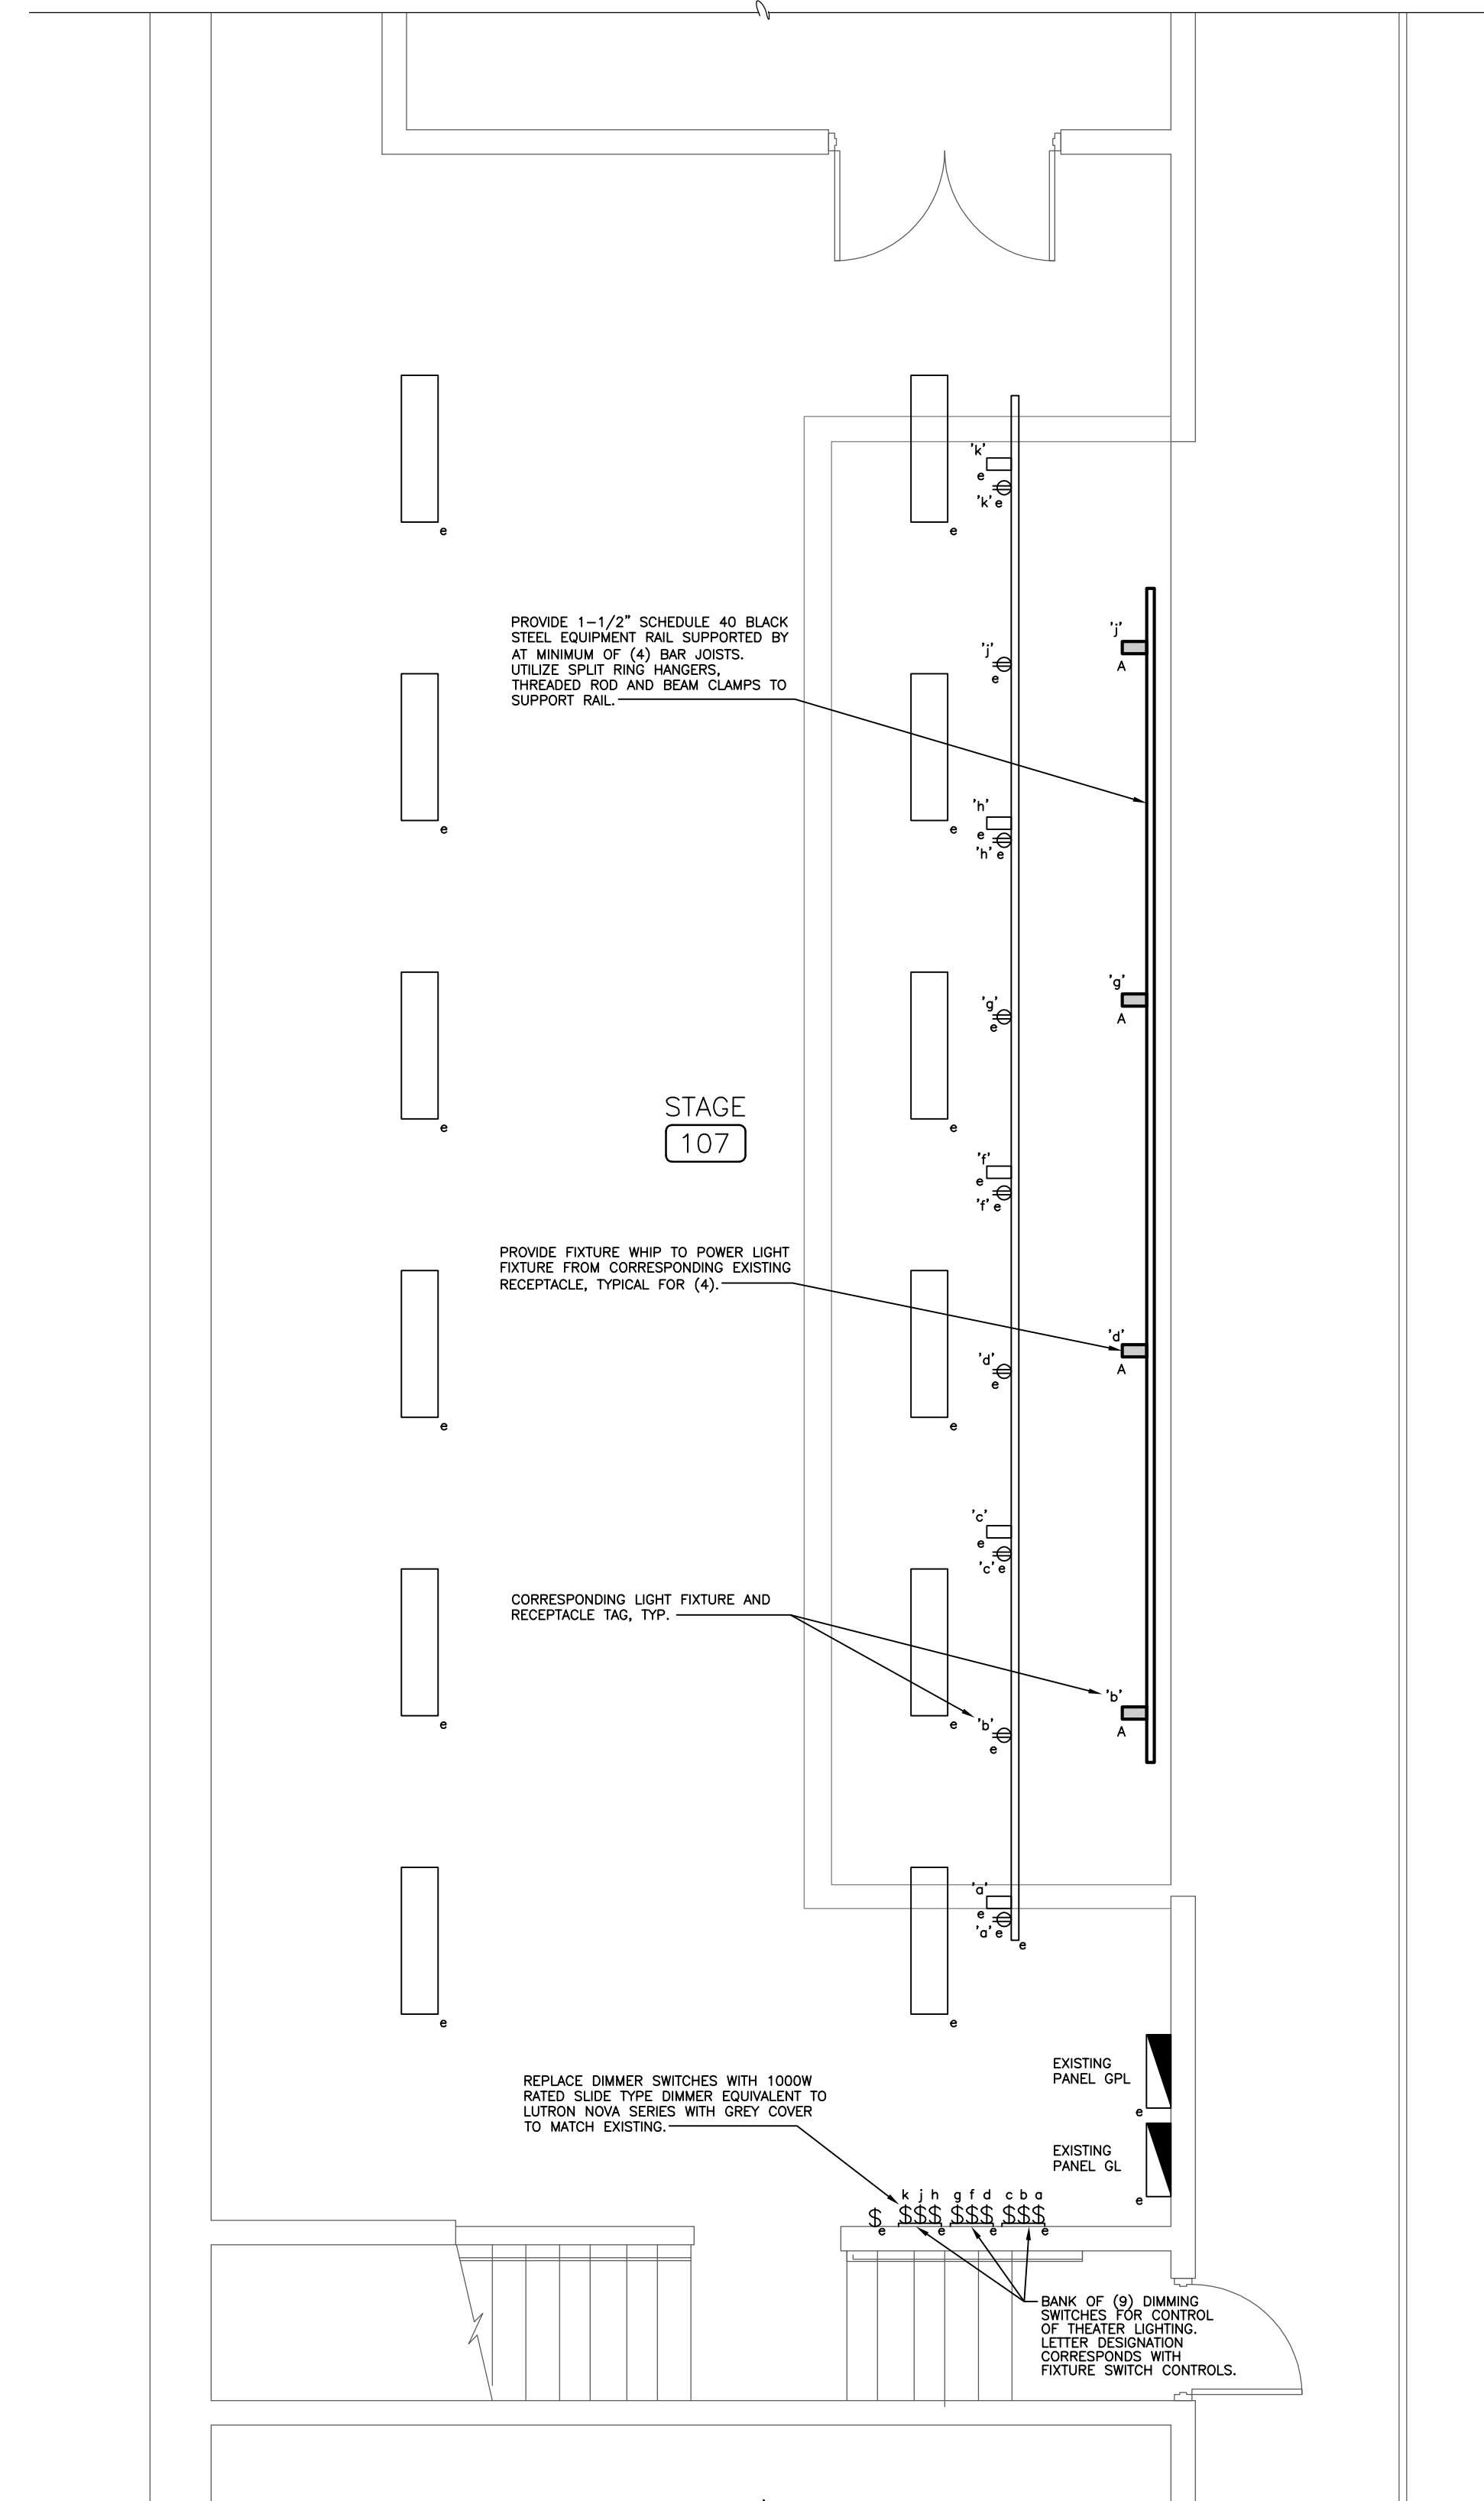 'k'
e
'k' e
e
e
PROVIDE 1-1/2" SCHEDULE 40 BLACK
STEEL EQUIPMENT RAIL SUPPORTED BY
AT MINIMUM OF (4) BAR JOISTS.
UTILIZE SPLIT RING HANGERS,
THREADED ROD AND BEAM CLAMPS TO
SUPPORT RAIL.
'j'
A
'j'
e
'h'
e
'h' e
e
e
'g'
A
'g'
e
STAGE
107
e
e
'f'
e
'f' e
PROVIDE FIXTURE WHIP TO POWER LIGHT
FIXTURE FROM CORRESPONDING EXISTING
RECEPTACLE, TYPICAL FOR (4).
'd'
A
'd'
e
e
e
'c'
e
'c' e
CORRESPONDING LIGHT FIXTURE AND
RECEPTACLE TAG, TYP.
'b'
A
'b'
e
e
e
'a'
e
'a' e
e
e
e
EXISTING
PANEL GPL
e
REPLACE DIMMER SWITCHES WITH 1000W
RATED SLIDE TYPE DIMMER EQUIVALENT TO
LUTRON NOVA SERIES WITH GREY COVER
TO MATCH EXISTING.
EXISTING
PANEL GL
e
k j h g f d c b a
$ $$$ $$$ $$$
e e e e
BANK OF (9) DIMMING
SWITCHES FOR CONTROL
OF THEATER LIGHTING.
LETTER DESIGNATION
CORRESPONDS WITH
FIXTURE SWITCH CONTROLS.